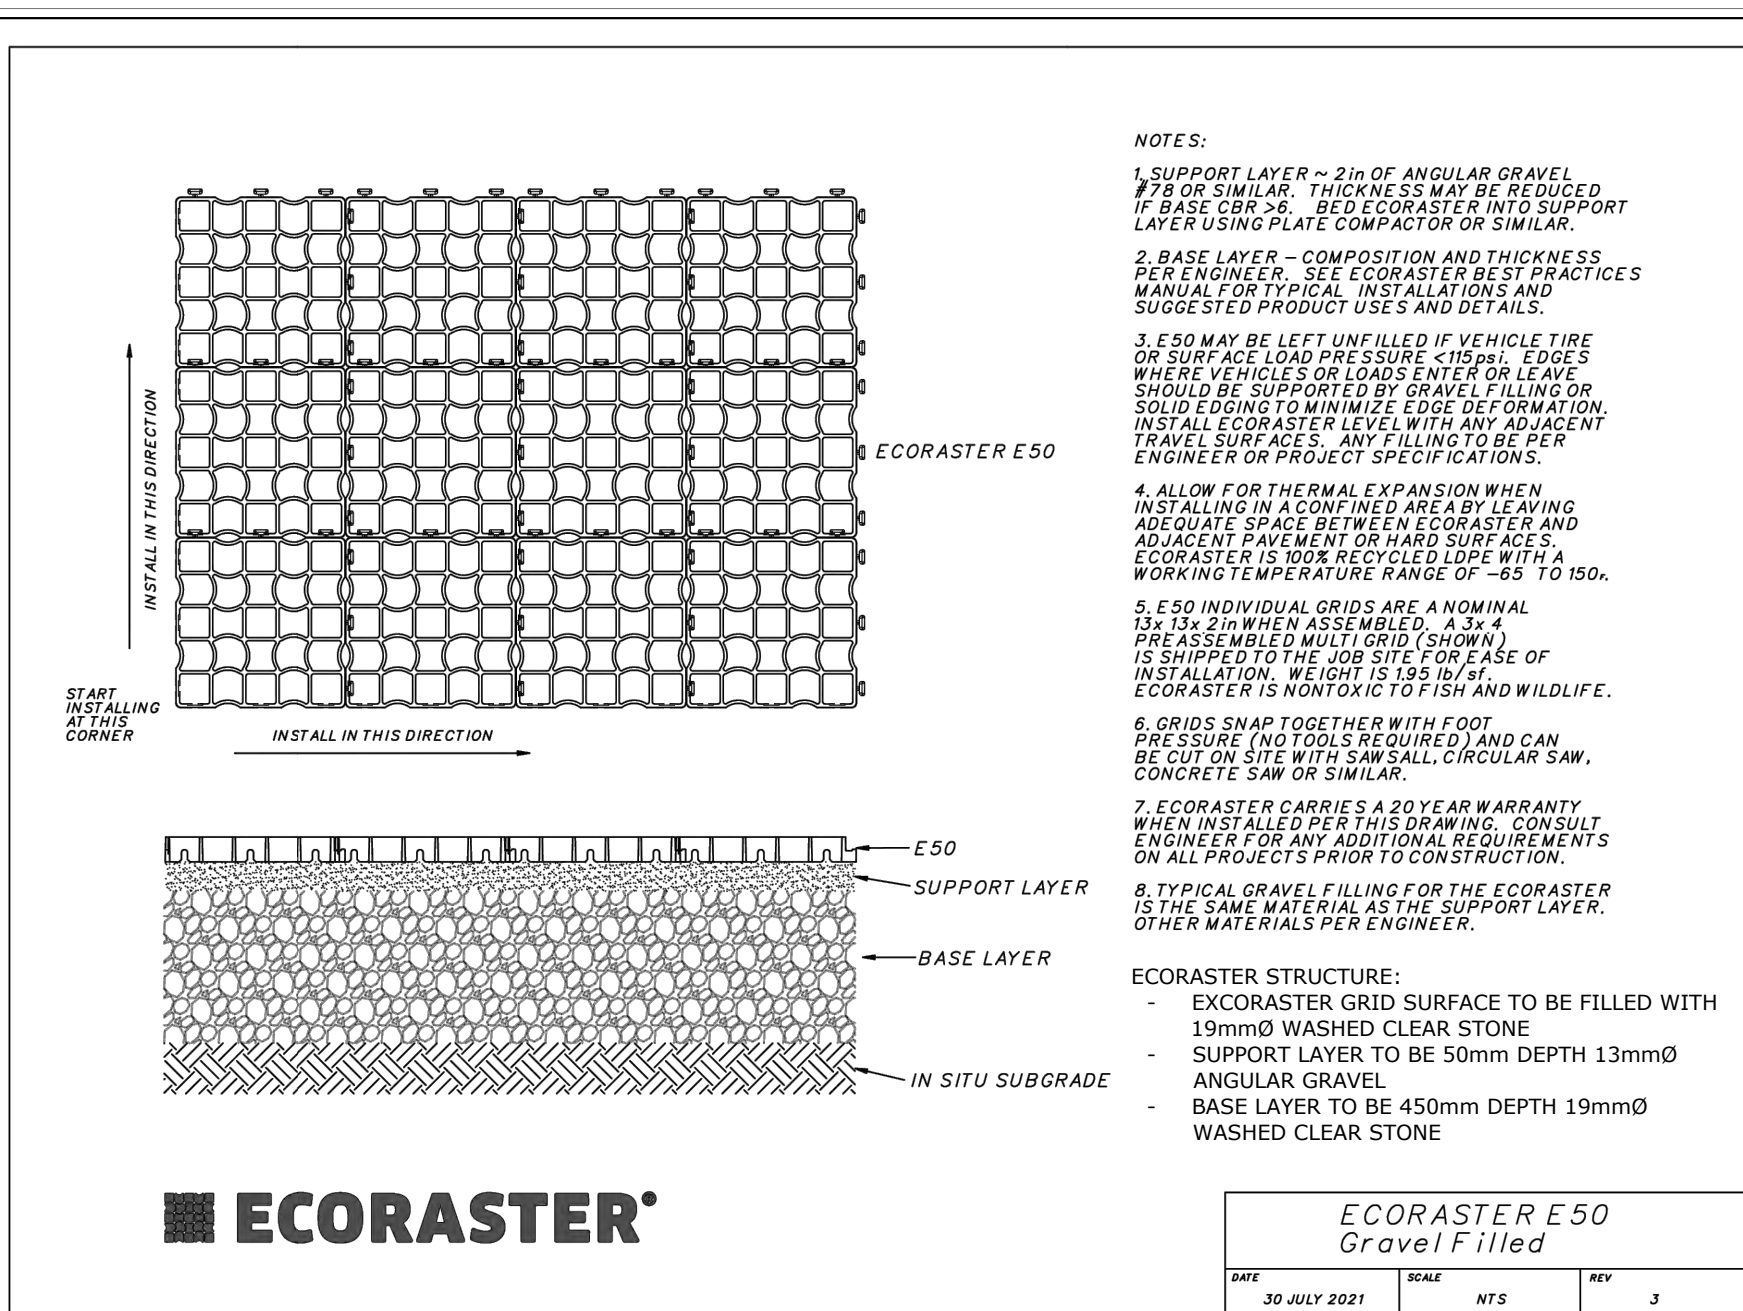 NOTES:
1. SUPPORT LAYER ~ 2in OF ANGULAR GRAVEL
#78 OR SIMILAR. THICKNESS MAY BE REDUCED
IF BASE CBR >6. BED ECORASTER INTO SUPPORT
LAYER USING PLATE COMPACTOR OR SIMILAR.
2. BASE LAYER – COMPOSITION AND THICKNESS
PER ENGINEER. SEE ECORASTER BEST PRACTICES
MANUAL FOR TYPICAL INSTALLATIONS AND
SUGGESTED PRODUCT USES AND DETAILS.
3. E50 MAY BE LEFT UNFILLED IF VEHICLE TIRE
OR SURFACE LOAD PRESSURE <115psi. EDGES
WHERE VEHICLES OR LOADS ENTER OR LEAVE
SHOULD BE SUPPORTED BY GRAVEL FILLING OR
SOLID EDGING TO MINIMIZE EDGE DEFORMATION.
INSTALL ECORASTER LEVEL WITH ANY ADJACENT
TRAVEL SURFACES. ANY FILLING TO BE PER
ENGINEER OR PROJECT SPECIFICATIONS.
4. ALLOW FOR THERMAL EXPANSION WHEN
INSTALLING IN A CONFINED AREA BY LEAVING
ADEQUATE SPACE BETWEEN ECORASTER AND
ADJACENT PAVEMENT OR HARD SURFACES.
ECORASTER IS 100% RECYCLED LDPE WITH A
WORKING TEMPERATURE RANGE OF –65 TO 150F.
5. E50 INDIVIDUAL GRIDS ARE A NOMINAL
13x 13x 2in WHEN ASSEMBLED. A 3x 4
PREASSEMBLED MULTI GRID (SHOWN)
IS SHIPPED TO THE JOB SITE FOR EASE OF
INSTALLATION. WEIGHT IS 1.95 lb/sf.
ECORASTER IS NONTOXIC TO FISH AND WILDLIFE.
6. GRIDS SNAP TOGETHER WITH FOOT
PRESSURE (NO TOOLS REQUIRED) AND CAN
BE CUT ON SITE WITH SAWSALL, CIRCULAR SAW,
CONCRETE SAW OR SIMILAR.
7. ECORASTER CARRIES A 20 YEAR WARRANTY
WHEN INSTALLED PER THIS DRAWING. CONSULT
ENGINEER FOR ANY ADDITIONAL REQUIREMENTS
ON ALL PROJECTS PRIOR TO CONSTRUCTION.
8. TYPICAL GRAVEL FILLING FOR THE ECORASTER
IS THE SAME MATERIAL AS THE SUPPORT LAYER.
OTHER MATERIALS PER ENGINEER.
ECORASTER STRUCTURE:
- EXCORASTER GRID SURFACE TO BE FILLED WITH
19mmØ WASHED CLEAR STONE
- SUPPORT LAYER TO BE 50mm DEPTH 13mmØ
ANGULAR GRAVEL
- BASE LAYER TO BE 450mm DEPTH 19mmØ
WASHED CLEAR STONE
INSTALL IN THIS DIRECTION
ECORASTER E50
START
INSTALLING
AT THIS
CORNER
INSTALL IN THIS DIRECTION
E50
SUPPORT LAYER
BASE LAYER
IN SITU SUBGRADE
ECORASTER®
ECORASTER E50
Gravel Filled
DATE
30 JULY 2021
SCALE
NTS
REV
3